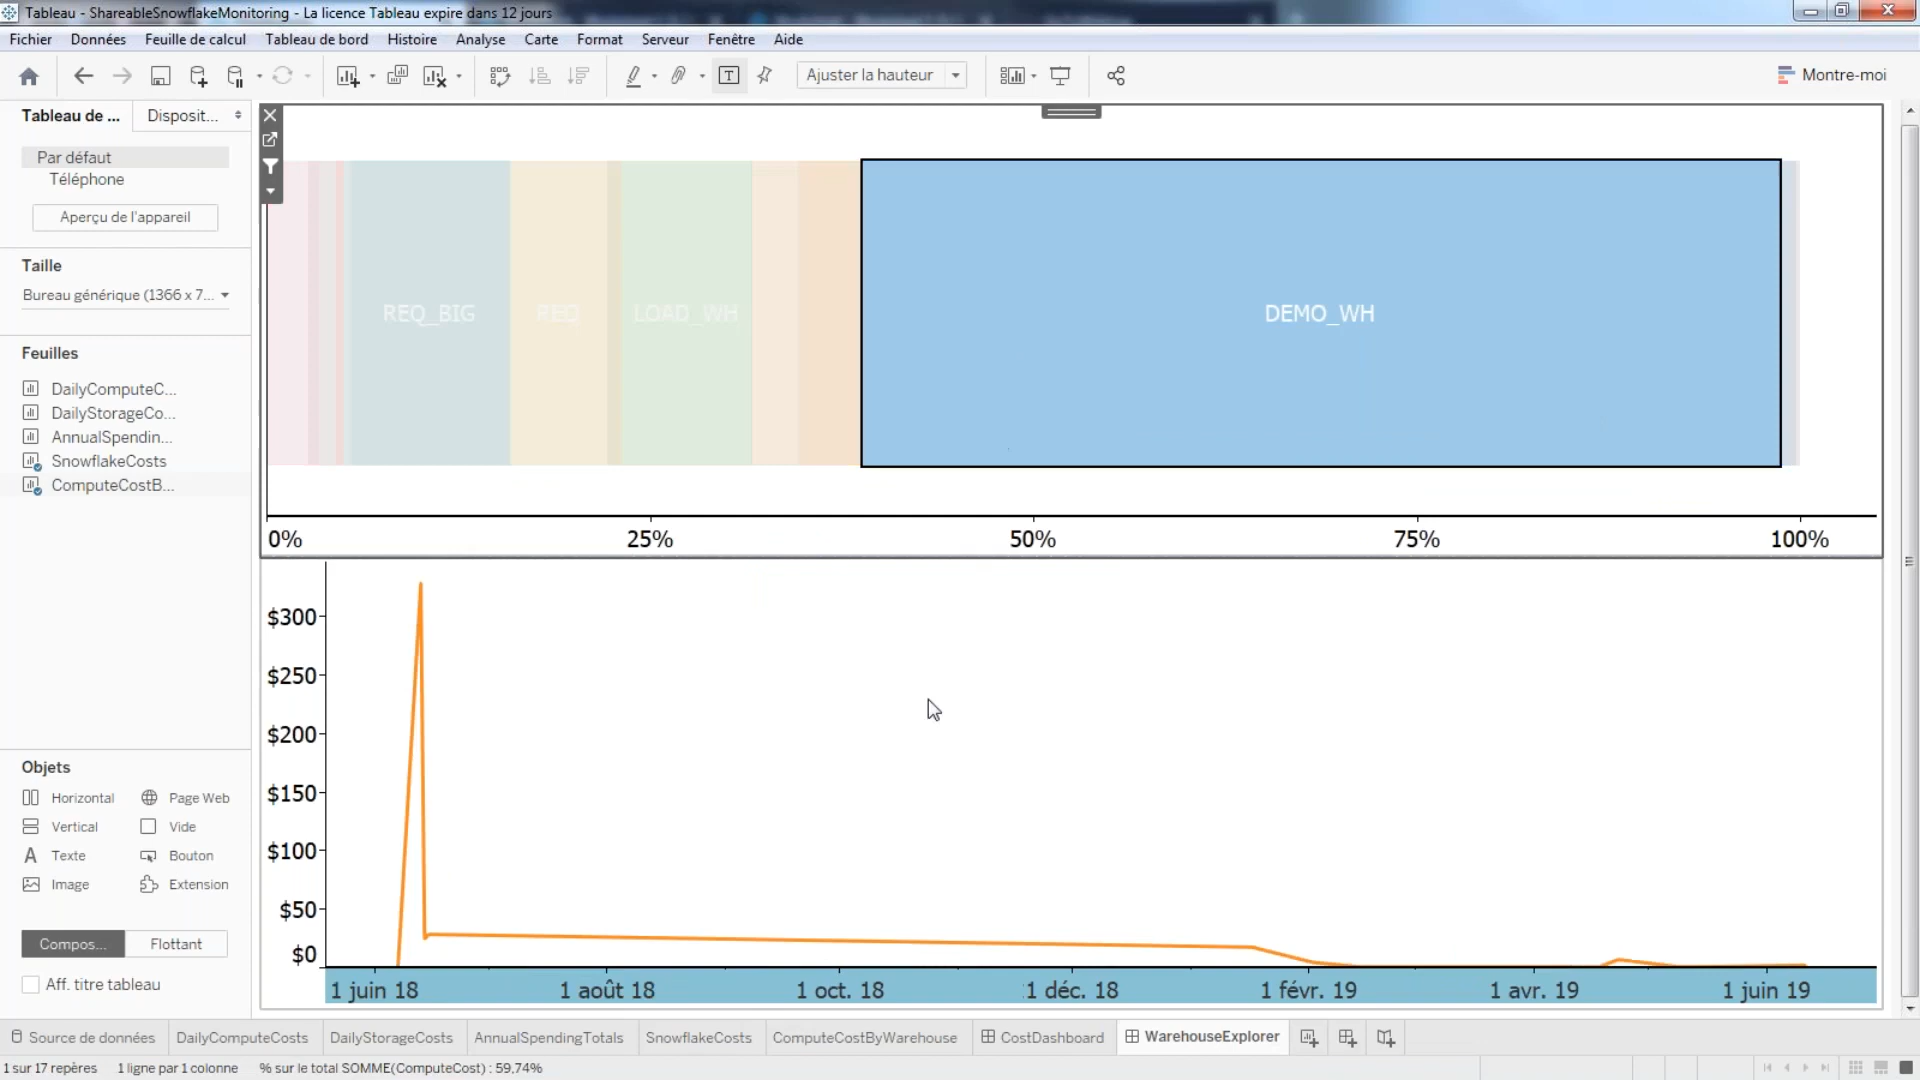 Tableau - ShareableSnowflakeMonitoring - La licence Tableau expire dans 12 jours
Fichier Données Feuille de calcul Tableau de bord Histoire Analyse Carte Format Serveur Fenêtre Aide
Ajuster la hauteur
Montre-moi
Tableau de ... Disposit...
Par défaut
Téléphone
Aperçu de l'appareil
Taille
Bureau générique (1366 x 7...
Feuilles
DailyComputeC...
DailyStorageCo...
AnnualSpendin...
SnowflakeCosts
ComputeCostB...
Objets
Horizontal Page Web
Vertical Vide
Texte Bouton
Image Extension
Compos... Flottant
Aff. titre tableau
REQ_BIG REQ LOAD_WH DEMO_WH
0% 25% 50% 75% 100%
$300
$250
$200
$150
$100
$50
$0
1 juin 18 1 août 18 1 oct. 18 1 déc. 18 1 févr. 19 1 avr. 19 1 juin 19
Source de données DailyComputeCosts DailyStorageCosts AnnualSpendingTotals SnowflakeCosts ComputeCostByWarehouse CostDashboard WarehouseExplorer
1 sur 17 repères 1 ligne par 1 colonne % sur le total SOMME(ComputeCost) : 59,74%